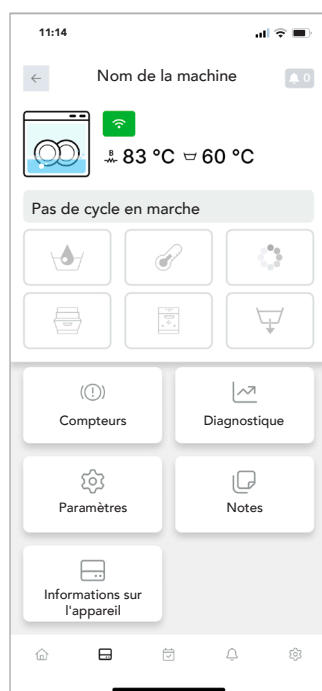 11:14
Nom de la machine
0
B
83 °C 60 °C
Pas de cycle en marche
Compteurs
Diagnostique
Paramètres
Notes
Informations sur
l'appareil